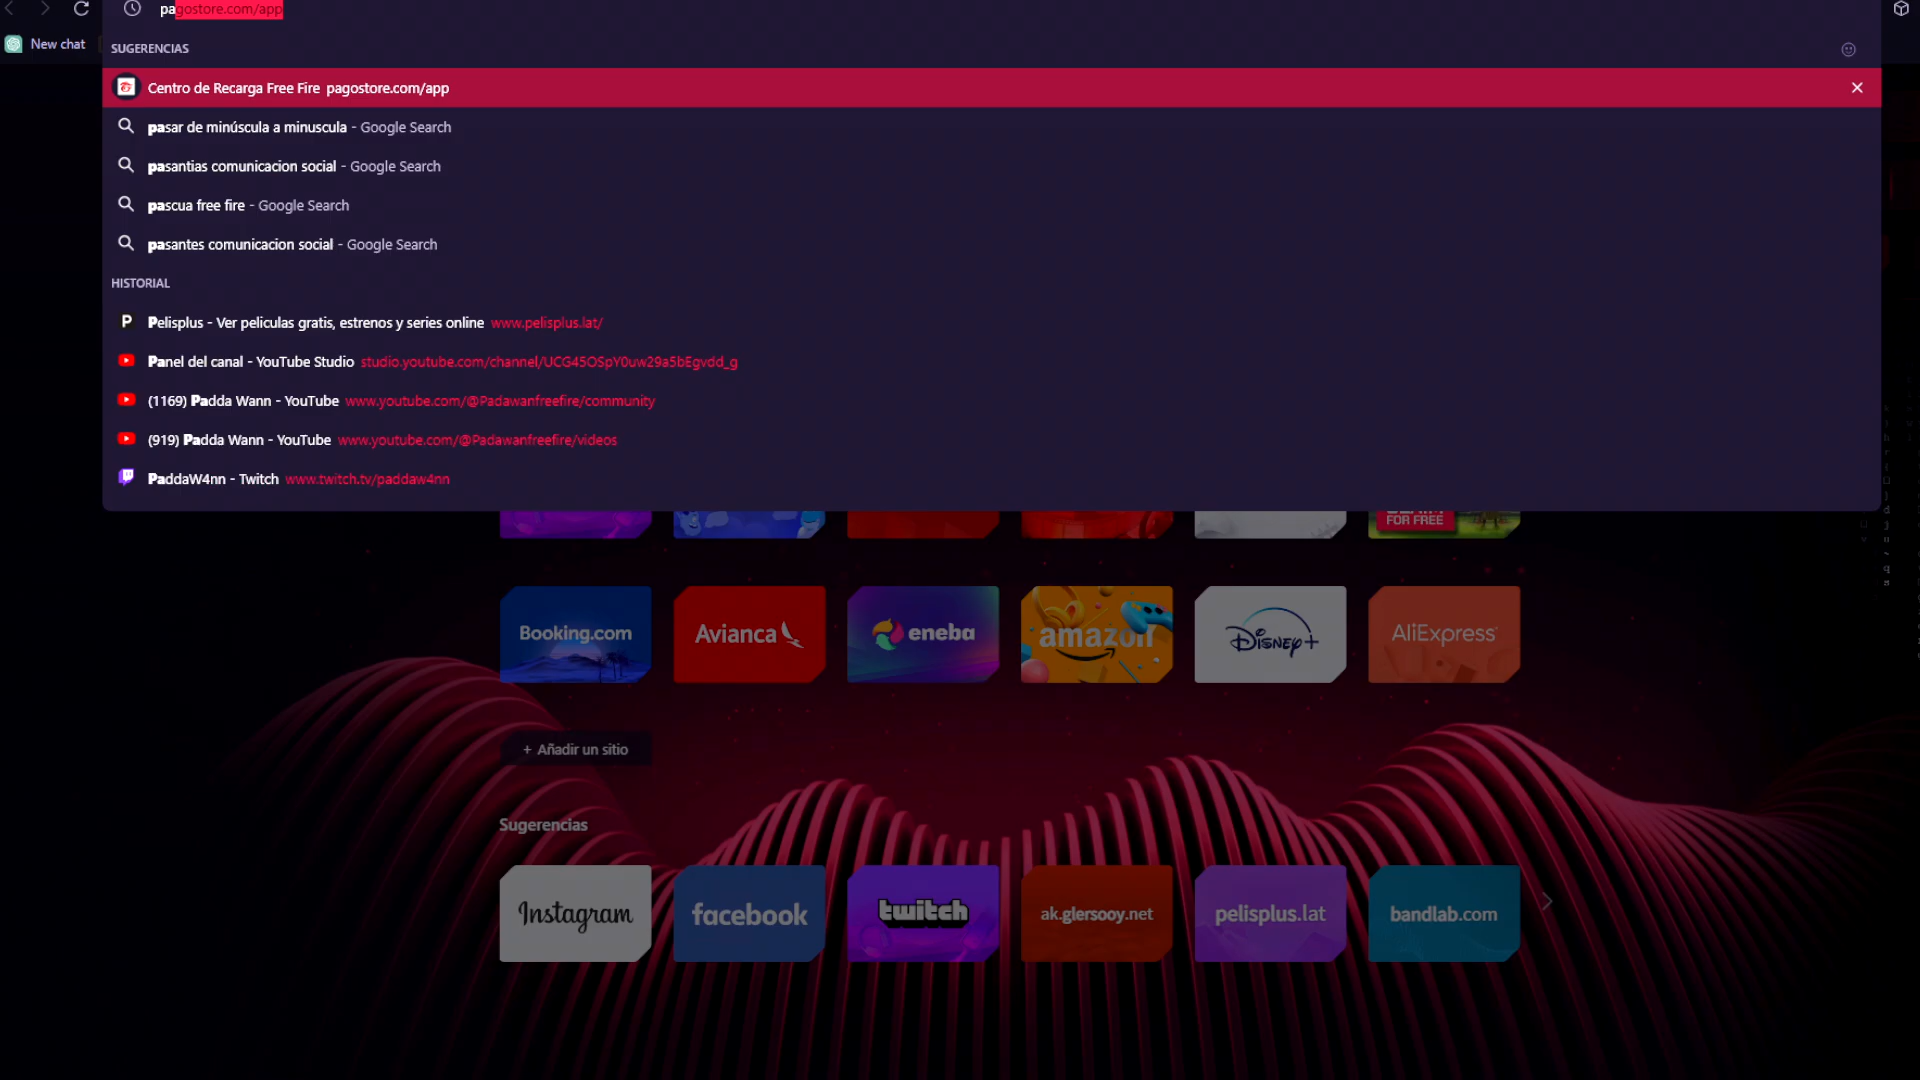 pagostore.com/app
New chat
SUGERENCIAS
Centro de Recarga Free Fire pagostore.com/app
pasar de minúscula a minuscula - Google Search
pasantias comunicacion social - Google Search
pascua free fire - Google Search
pasantes comunicacion social - Google Search
HISTORIAL
P Pelisplus - Ver peliculas gratis, estrenos y series online www.pelisplus.lat/
Panel del canal - YouTube Studio studio.youtube.com/channel/UCG45OSpY0uw29a5bEgvdd_g
(1169) Padda Wann - YouTube www.youtube.com/@Padawanfreefire/community
(919) Padda Wann - YouTube www.youtube.com/@Padawanfreefire/videos
PaddaW4nn - Twitch www.twitch.tv/paddaw4nn
FOR FREE
Booking.com Avianca eneba amazon Disney+ AliExpress
+ Añadir un sitio
Sugerencias
Instagram facebook twitch ak.glersooy.net pelisplus.lat bandlab.com